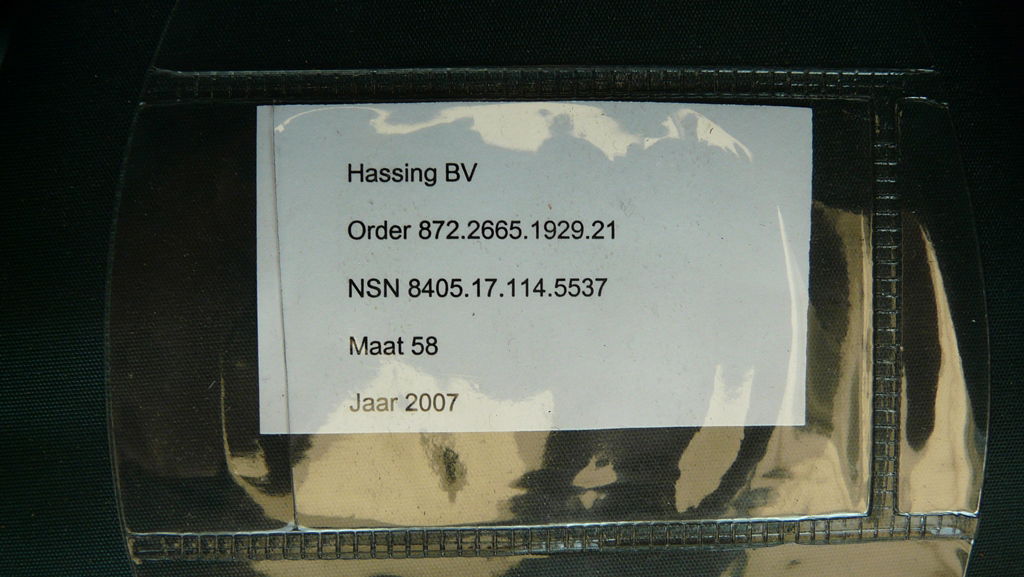 Hassing BV
Order 872.2665.1929.21
NSN 8405.17.114.5537
Maat 58
Jaar 2007